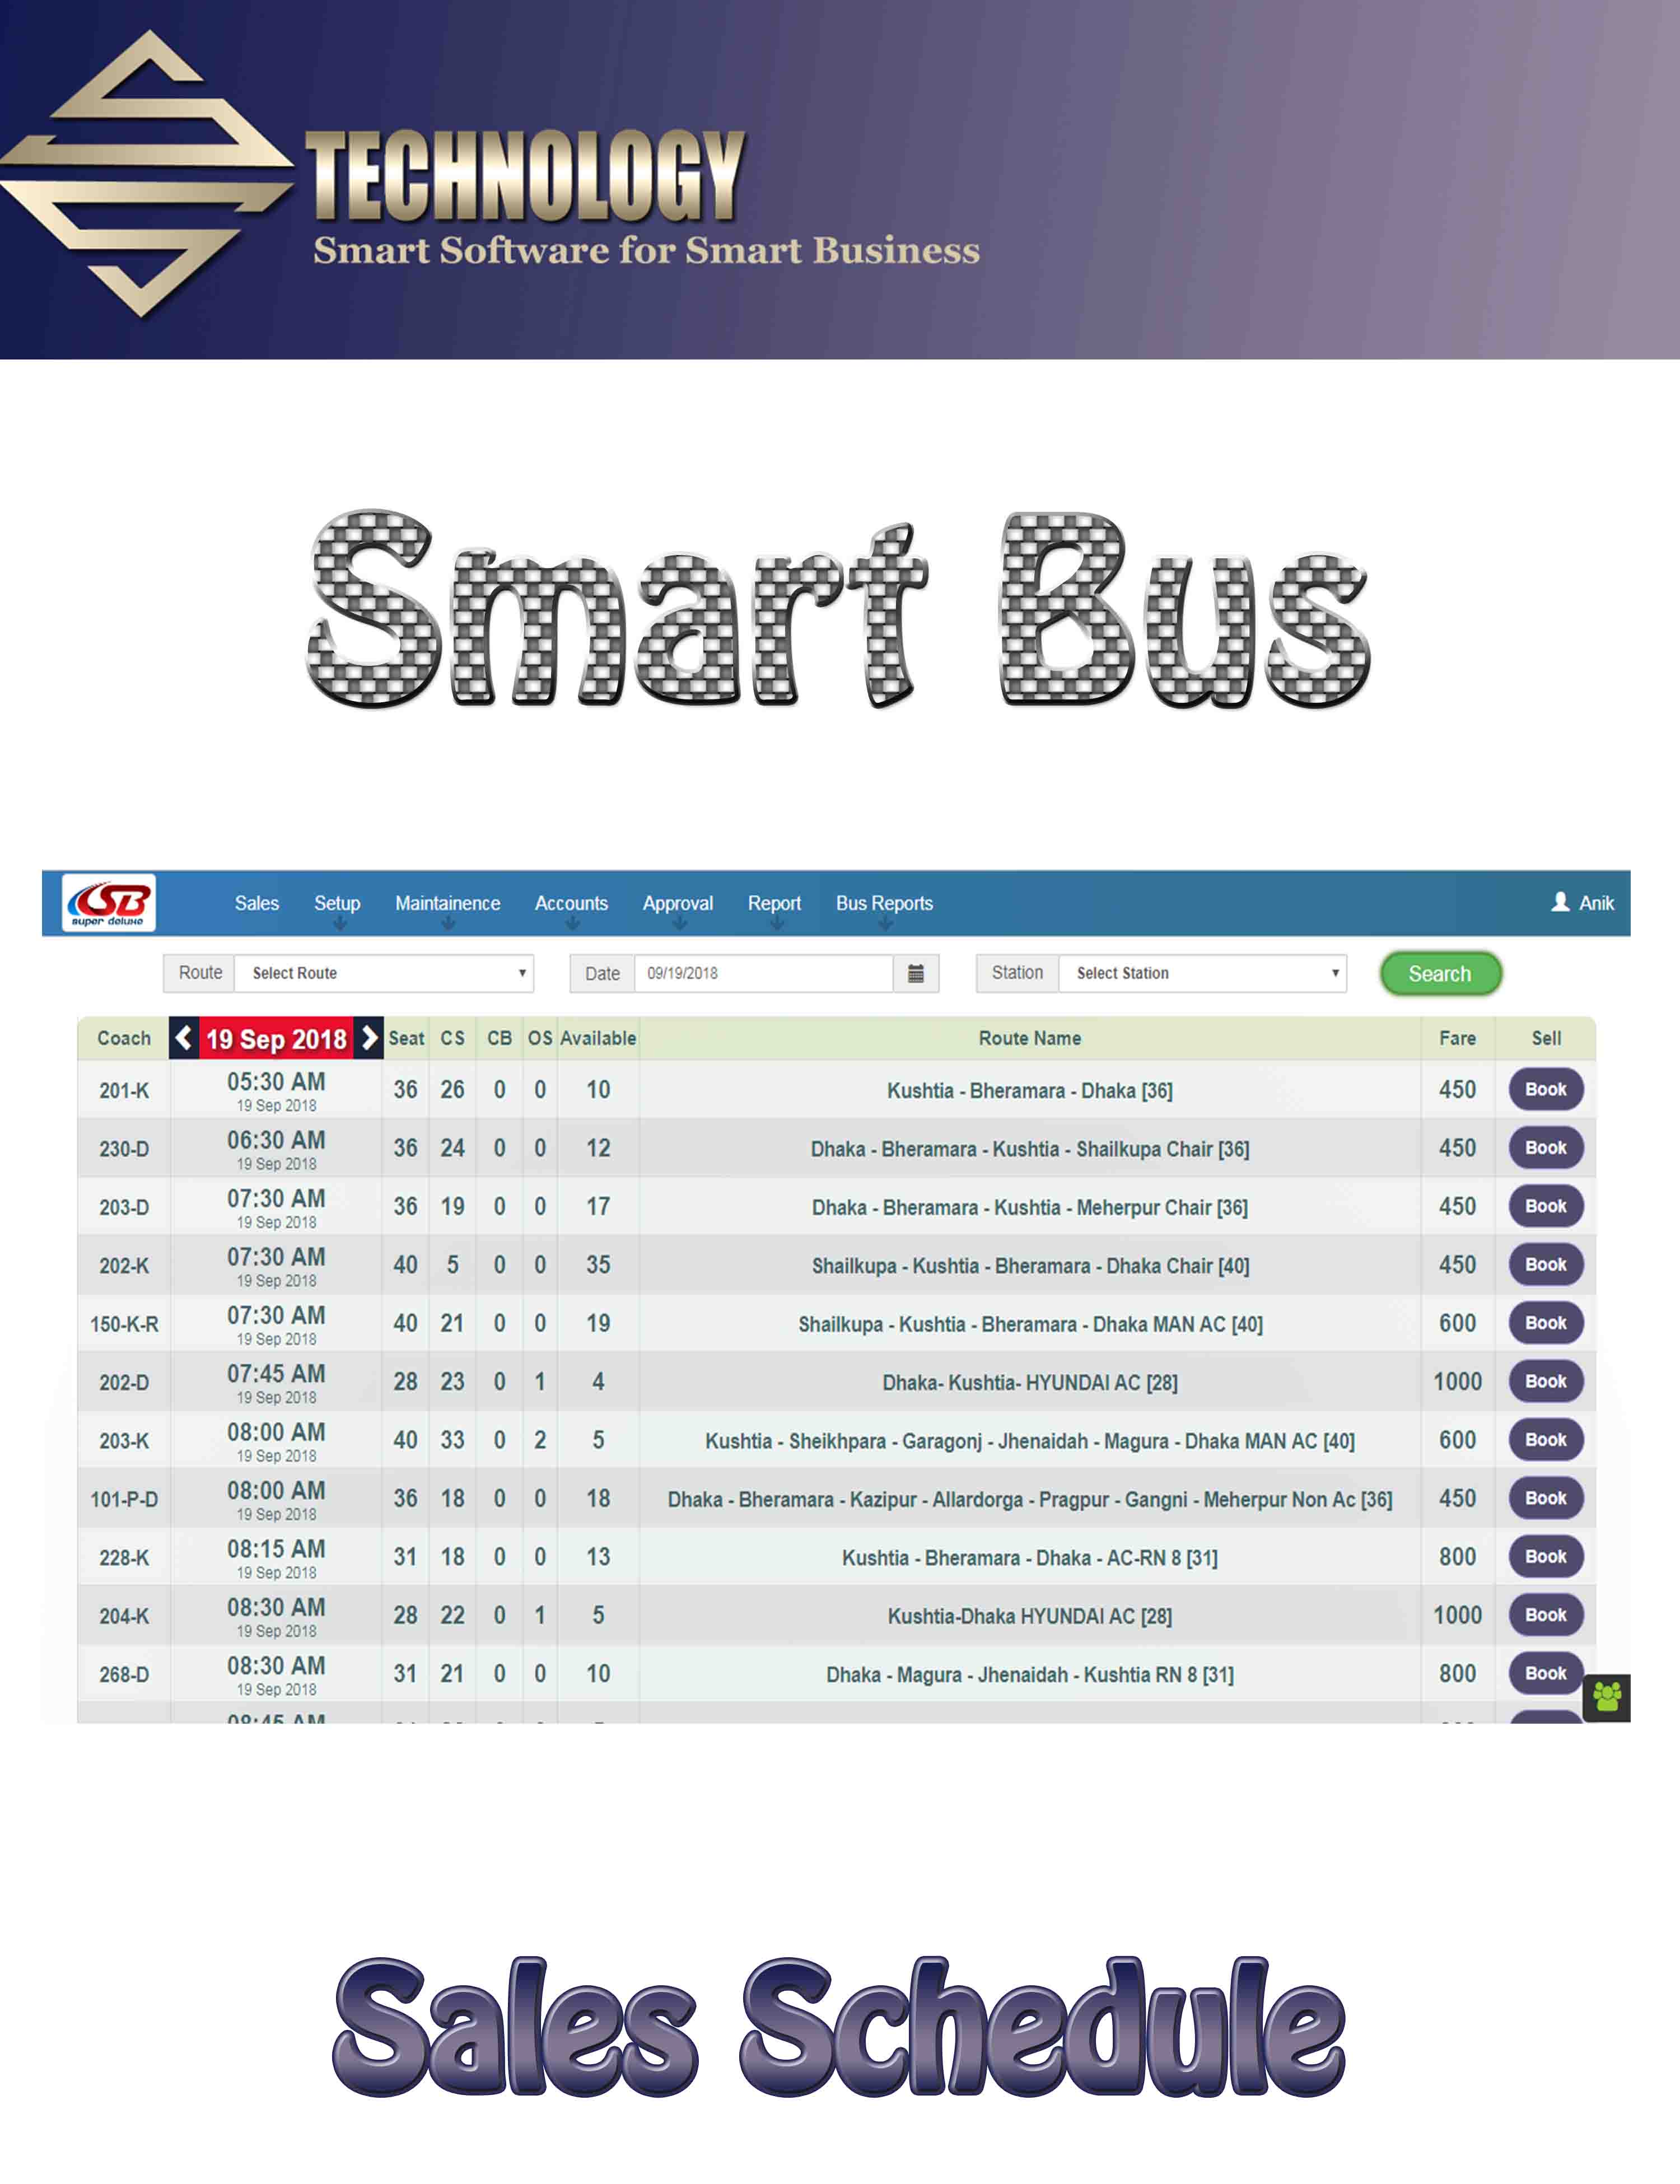 TECHNOLOGY
Smart Software for Smart Business
Smart Bus
SB
super deluxe
Sales Setup Maintainence Accounts Approval Report Bus Reports Anik
Route Select Route Date 09/19/2018 Station Select Station Search
Coach 19 Sep 2018 Seat CS CB OS Available Route Name Fare Sell
201-K 05:30 AM 36 26 0 0 10 Kushtia - Bheramara - Dhaka [36] 450 Book
19 Sep 2018
230-D 06:30 AM 36 24 0 0 12 Dhaka - Bheramara - Kushtia - Shailkupa Chair [36] 450 Book
19 Sep 2018
203-D 07:30 AM 36 19 0 0 17 Dhaka - Bheramara - Kushtia - Meherpur Chair [36] 450 Book
19 Sep 2018
202-K 07:30 AM 40 5 0 0 35 Shailkupa - Kushtia - Bheramara - Dhaka Chair [40] 450 Book
19 Sep 2018
150-K-R 07:30 AM 40 21 0 0 19 Shailkupa - Kushtia - Bheramara - Dhaka MAN AC [40] 600 Book
19 Sep 2018
202-D 07:45 AM 28 23 0 1 4 Dhaka- Kushtia- HYUNDAI AC [28] 1000 Book
19 Sep 2018
203-K 08:00 AM 40 33 0 2 5 Kushtia - Sheikhpara - Garagonj - Jhenaidah - Magura - Dhaka MAN AC [40] 600 Book
19 Sep 2018
101-P-D 08:00 AM 36 18 0 0 18 Dhaka - Bheramara - Kazipur - Allardorga - Pragpur - Gangni - Meherpur Non Ac [36] 450 Book
19 Sep 2018
228-K 08:15 AM 31 18 0 0 13 Kushtia - Bheramara - Dhaka - AC-RN 8 [31] 800 Book
19 Sep 2018
204-K 08:30 AM 28 22 0 1 5 Kushtia-Dhaka HYUNDAI AC [28] 1000 Book
19 Sep 2018
268-D 08:30 AM 31 21 0 0 10 Dhaka - Magura - Jhenaidah - Kushtia RN 8 [31] 800 Book
19 Sep 2018
08:45 AM
Sales Schedule